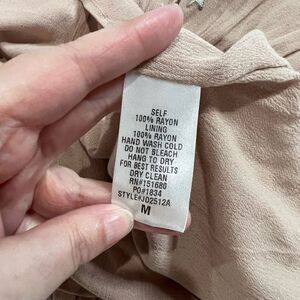 SELF
100% RAYON
LINING
100% RAYON
HAND WASH COLD
DO NOT BLEACH
HANG TO DRY
FOR BEST RESULTS
DRY CLEAN
RN#151680
PO#1834
STYLE#JD2512A
M